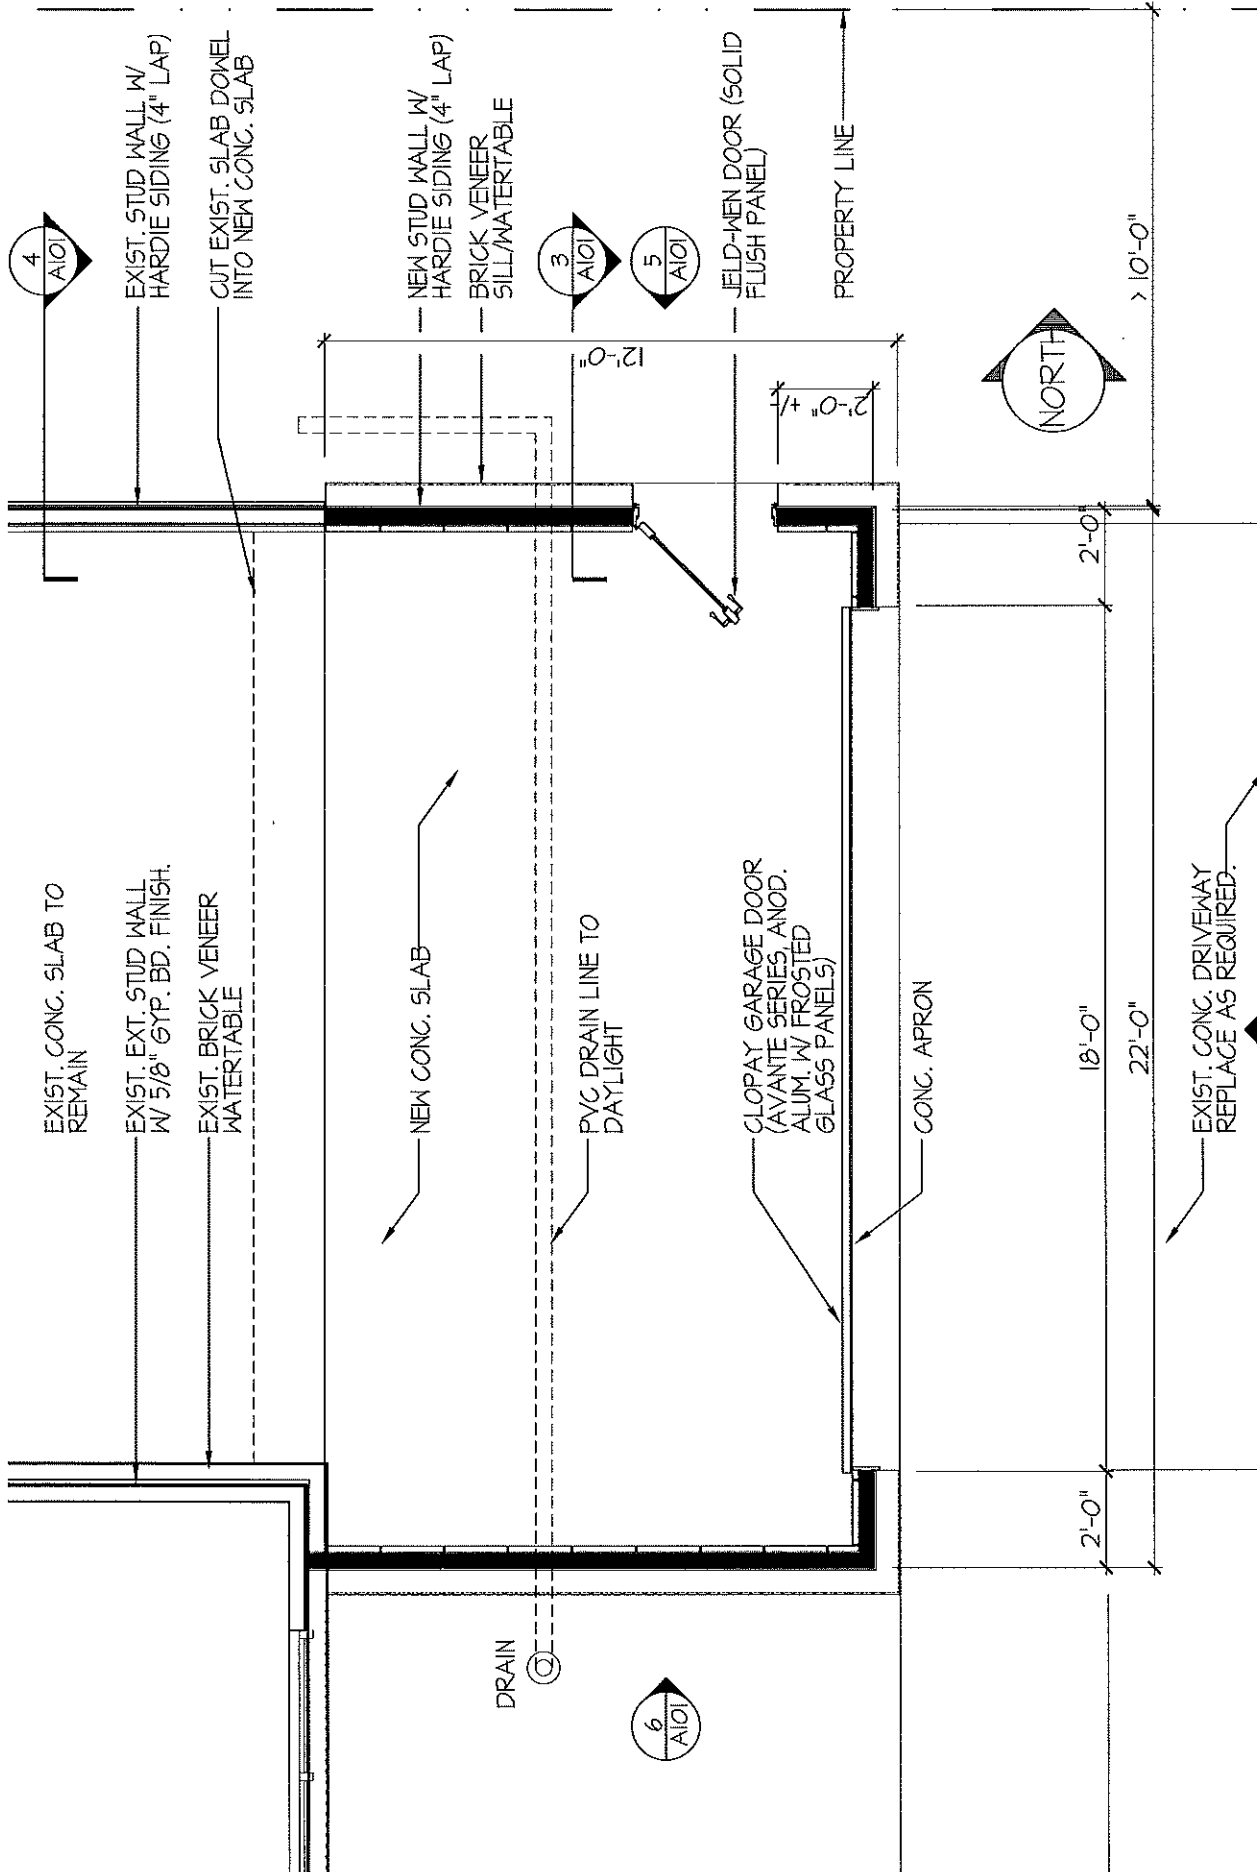 4
A101
EXIST. STUD WALL W/
HARDIE SIDING (4" LAP)
CUT EXIST. SLAB DOWEL
INTO NEW CONC. SLAB
NEW STUD WALL W/
HARDIE SIDING (4" LAP)
BRICK VENEER
SILL/WATERTABLE
3
A101
5
A101
JELD-WEN DOOR (SOLID
FLUSH PANEL)
PROPERTY LINE
12'-0"
2'-0" +/-
NORTH
> 10'-0"
EXIST. CONC. SLAB TO
REMAIN
EXIST. EXT. STUD WALL
W/ 5/8" GYP. BD. FINISH.
EXIST. BRICK VENEER
WATERTABLE
NEW CONC. SLAB
PVC DRAIN LINE TO
DAYLIGHT
CLOPAY GARAGE DOOR
(AVANTE SERIES, ANOD.
ALUM. W/ FROSTED
GLASS PANELS)
CONC. APRON
2'-0"
18'-0"
22'-0"
2'-0"
EXIST. CONC. DRIVEWAY
REPLACE AS REQUIRED.
DRAIN
6
A101